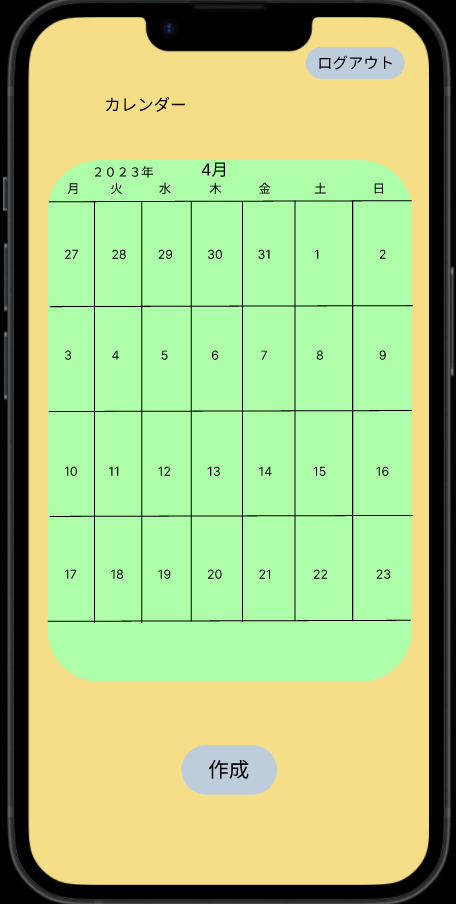 ログアウト
カレンダー
２０２３年 4月
月 火 水 木 金 土 日
27 28 29 30 31 1 2
3 4 5 6 7 8 9
10 11 12 13 14 15 16
17 18 19 20 21 22 23
作成